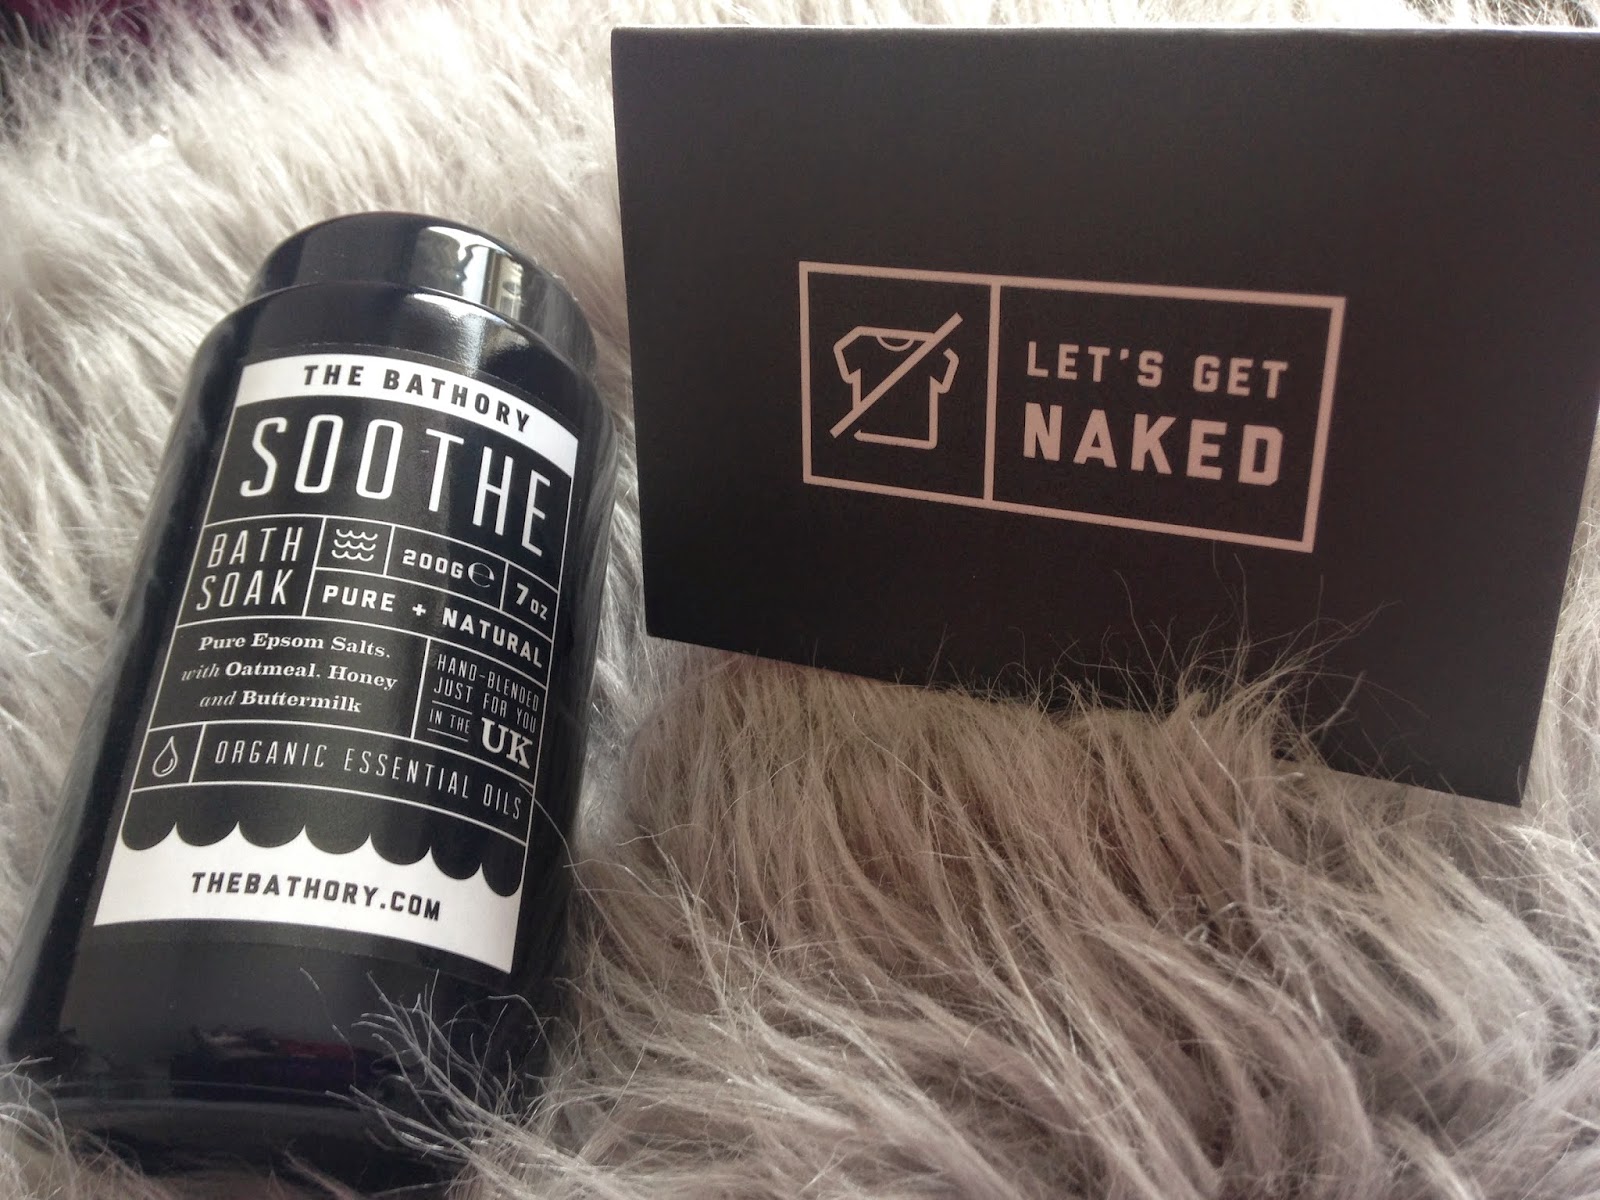 THE BATHORY
SOOTHE
BATH
SOAK
200G ℮
7 OZ
PURE + NATURAL
Pure Epsom Salts,
with Oatmeal, Honey
and Buttermilk
HAND-BLENDED
JUST FOR YOU
IN THE
UK
ORGANIC ESSENTIAL OILS
THEBATHORY.COM
LET'S GET
NAKED